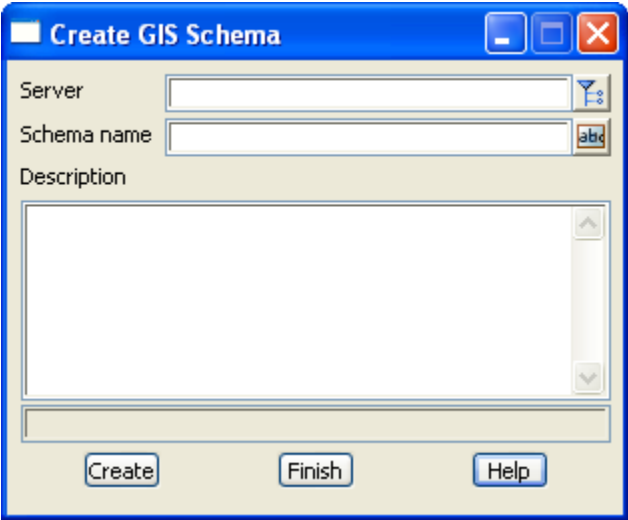 Create GIS Schema
Server
Schema name
abc
Description
Create Finish Help